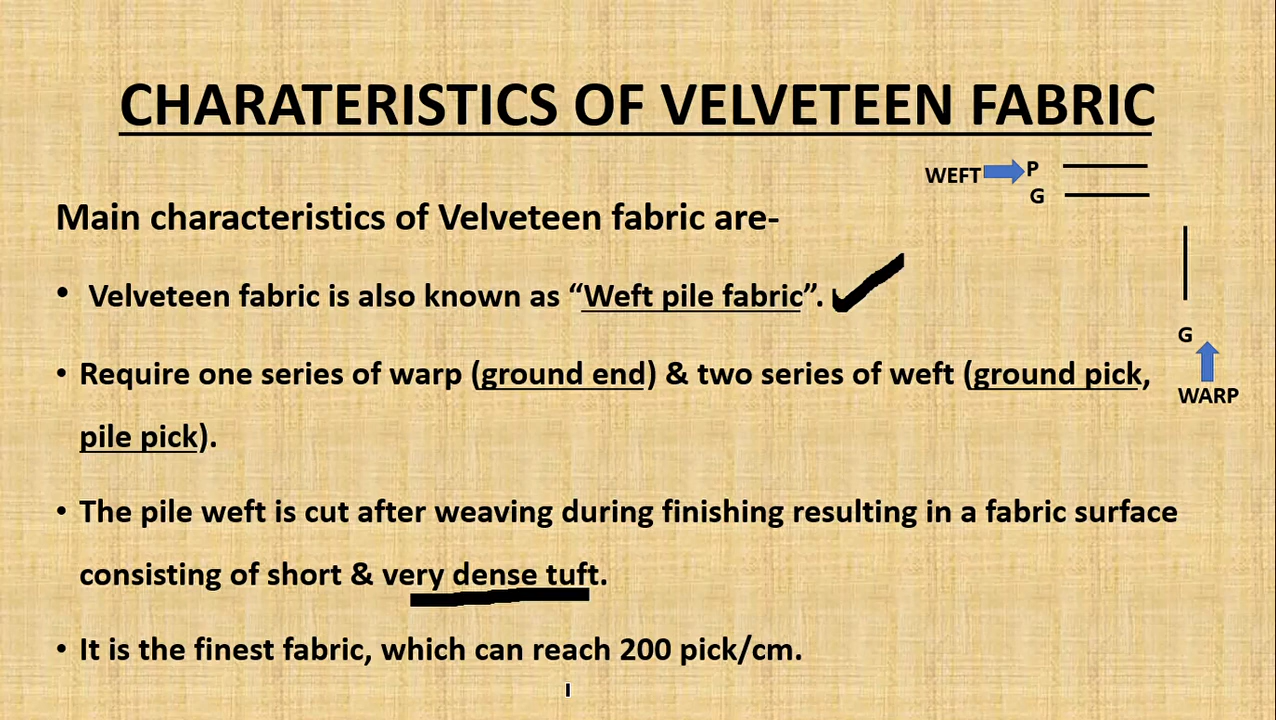 CHARATERISTICS OF VELVETEEN FABRIC
WEFT P
G
Main characteristics of Velveteen fabric are-
• Velveteen fabric is also known as “Weft pile fabric”.
G
• Require one series of warp (ground end) & two series of weft (ground pick,
WARP
pile pick).
• The pile weft is cut after weaving during finishing resulting in a fabric surface
consisting of short & very dense tuft.
• It is the finest fabric, which can reach 200 pick/cm.